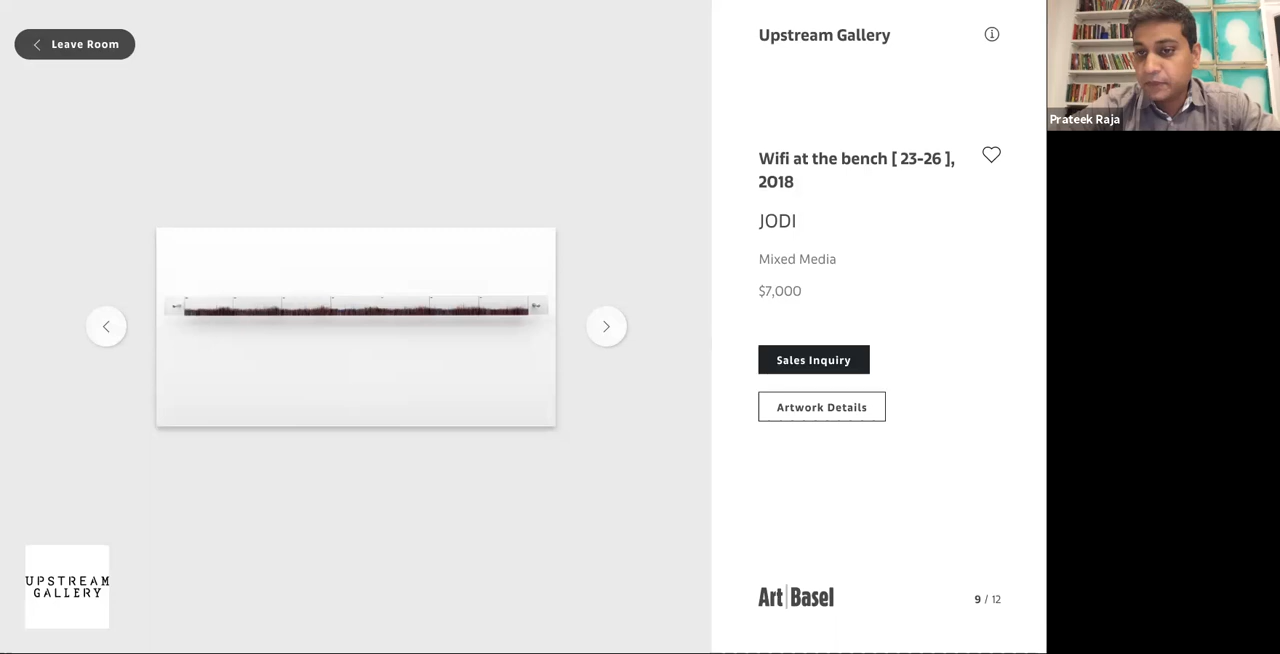 Leave Room
Upstream Gallery
Prateek Raja
Wifi at the bench [ 23-26 ],
2018
JODI
Mixed Media
$7,000
Sales Inquiry
Artwork Details
UPSTREAM
GALLERY
Art Basel
9 / 12